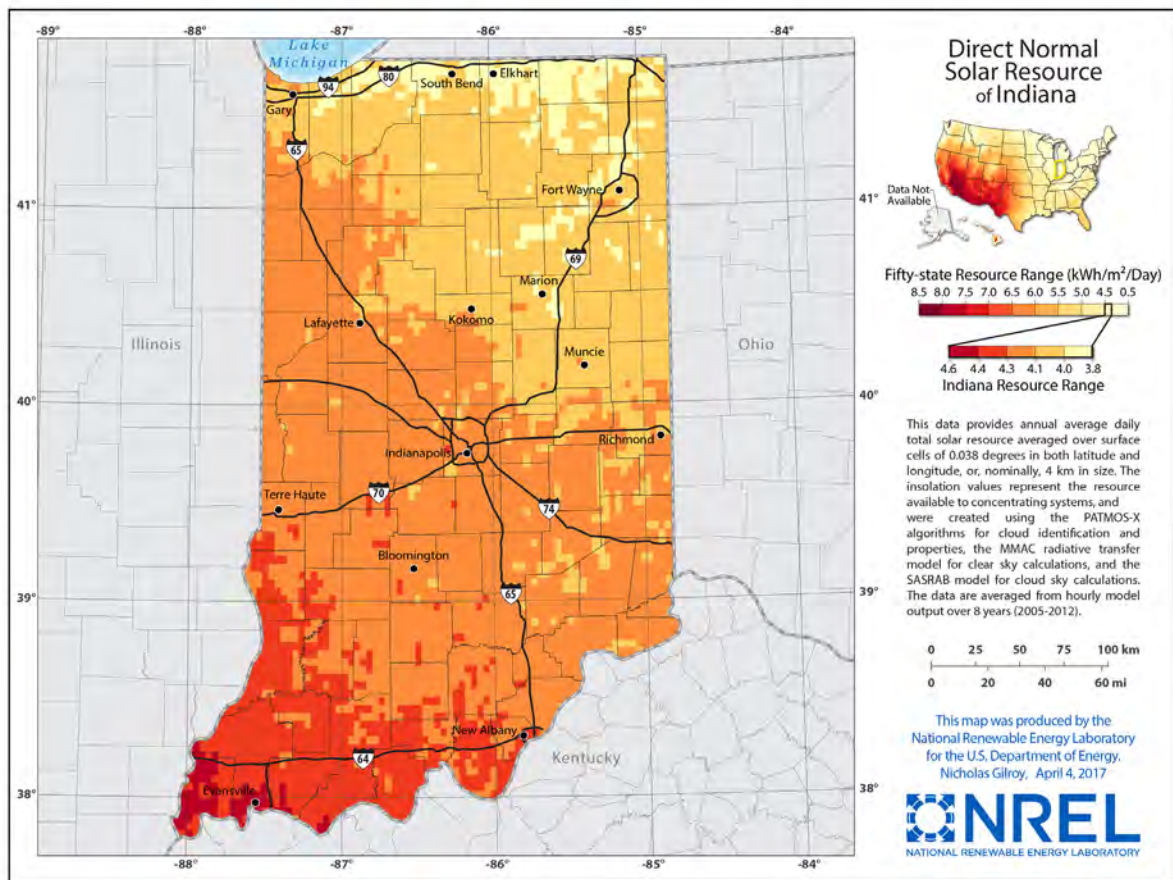 -88°
-87°
-86°
-85°
-84°
Lake
Michigan
94
80
South Bend
Elkhart
Gary
65
41°
Fort Wayne
41°
69
Marion
Kokomo
Lafayette
Illinois
Ohio
Muncie
40°
40°
Richmond
Indianapolis
70
Terre Haute
74
Bloomington
65
39°
39°
New Albany
64
Kentucky
Evansville
38°
38°
-88°
-87°
-86°
-85°
-84°
Direct Normal
Solar Resource
of Indiana
Data Not
Available
Fifty-state Resource Range (kWh/m²/Day)
8.5 8.0 7.5 7.0 6.5 6.0 5.5 5.0 4.5 0.5
4.6 4.4 4.3 4.1 4.0 3.8
Indiana Resource Range
This data provides annual average daily
total solar resource averaged over surface
cells of 0.038 degrees in both latitude and
longitude, or, nominally, 4 km in size. The
insolation values represent the resource
available to concentrating systems, and
were created using the PATMOS-X
algorithms for cloud identification and
properties, the MMAC radiative transfer
model for clear sky calculations, and the
SASRAB model for cloud sky calculations.
The data are averaged from hourly model
output over 8 years (2005-2012).
0 25 50 75 100 km
0 20 40 60 mi
This map was produced by the
National Renewable Energy Laboratory
for the U.S. Department of Energy.
Nicholas Gilroy, April 4, 2017
NREL
NATIONAL RENEWABLE ENERGY LABORATORY